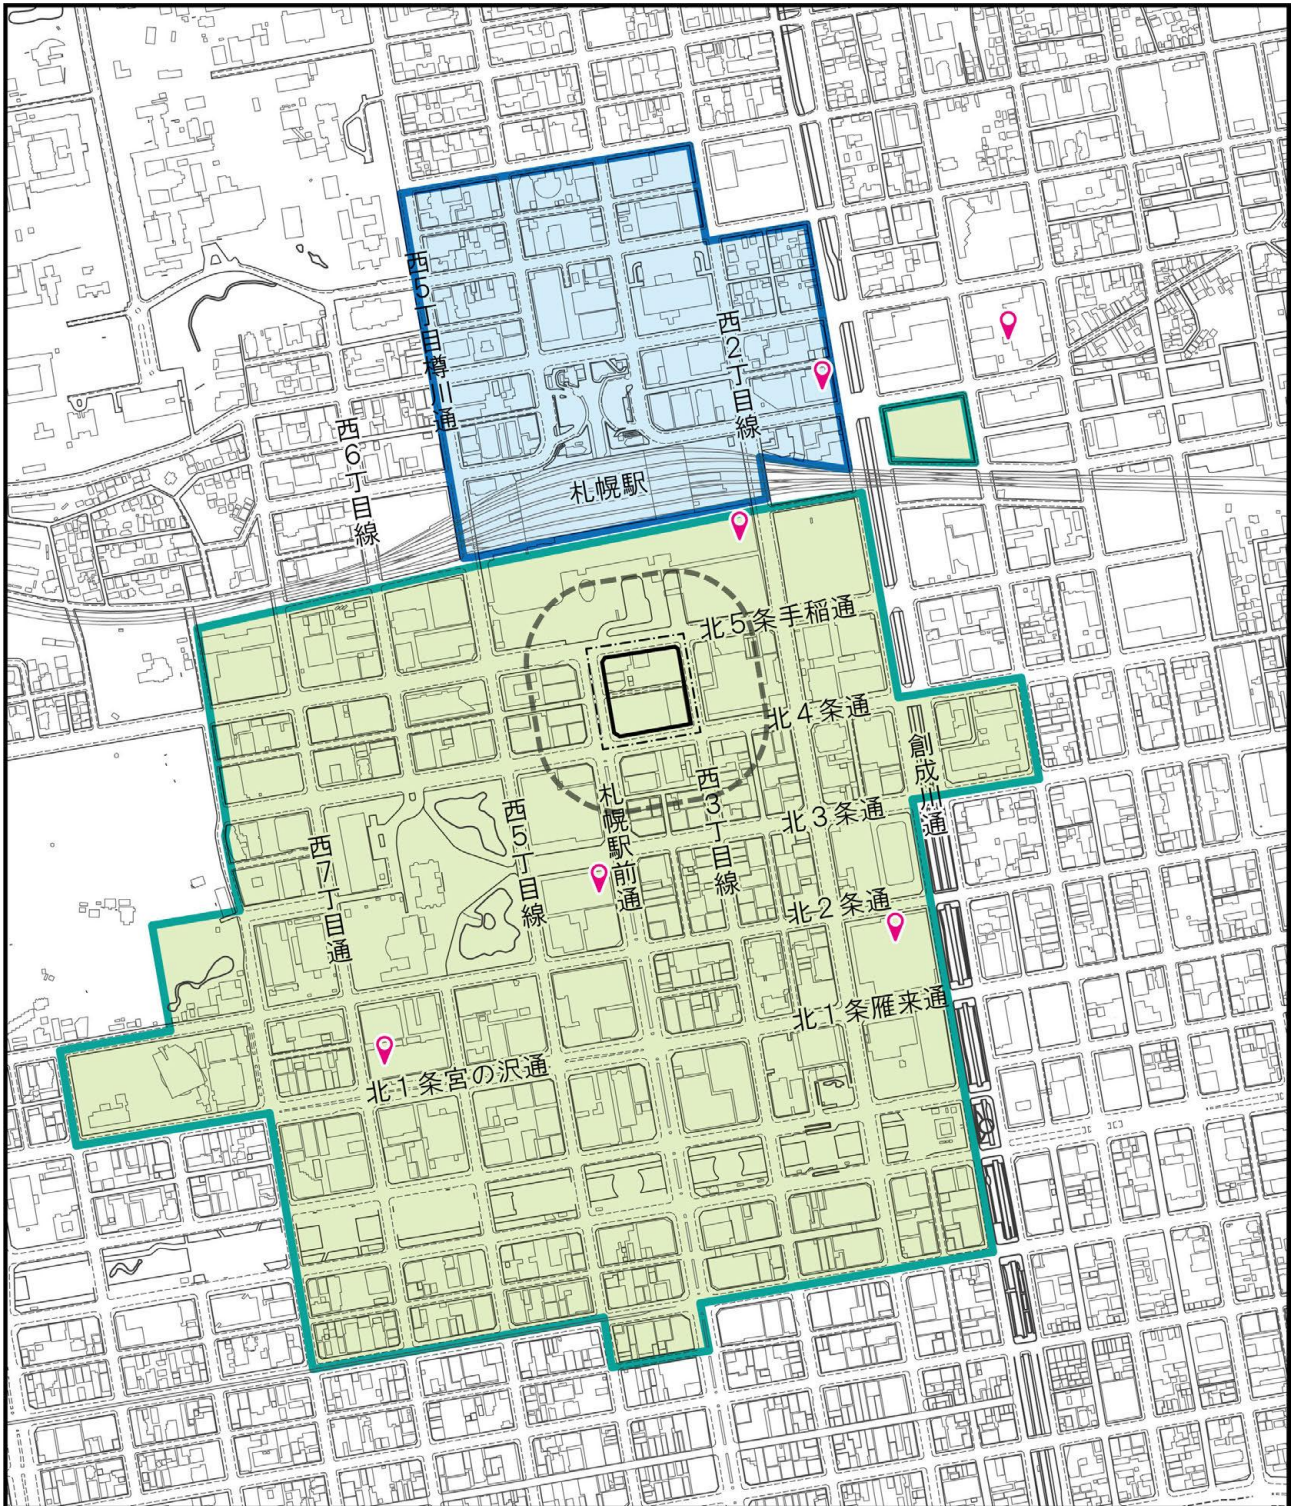 西5丁目樽川通
西2丁目線
西6丁目線
札幌駅
北5条手稲通
北4条通
創成川通
西3丁目線
札幌駅前通
西5丁目線
北3条通
西7丁目通
北2条通
北1条雁来通
北1条宮の沢通